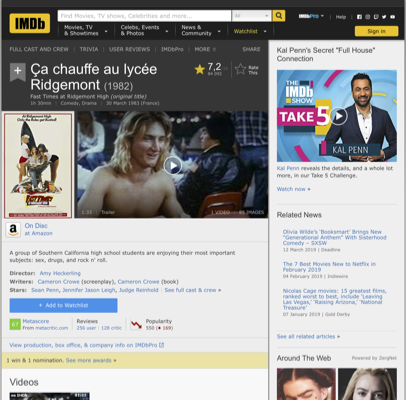 IMDb
Find Movies, TV shows, Celebrities and more...
All
IMDbPro
Help
Movies, TV
& Showtimes
Celebs, Events
& Photos
News &
Community
Watchlist
Sign in
FULL CAST AND CREW | TRIVIA | USER REVIEWS | IMDbPro | MORE
SHARE
Ça chauffe au lycée
Ridgemont (1982)
Fast Times at Ridgemont High (original title)
1h 30min | Comedy, Drama | 30 March 1983 (France)
7,2
Rate
This
1:33 | Trailer
1 VIDEO
IMAGES
On Disc
at Amazon
A group of Southern California high school students are enjoying their most important
subjects: sex, drugs, and rock n' roll.
Director: Amy Heckerling
Writers: Cameron Crowe (screenplay), Cameron Crowe (book)
Stars: Sean Penn, Jennifer Jason Leigh, Judge Reinhold | See full cast & crew »
+ Add to Watchlist
67
Metascore
From metacritic.com
Reviews
256 user | 128 critic
Popularity
550 (169)
View production, box office, & company info on IMDbPro
1 win & 1 nomination. See more awards »
Videos
Kal Penn's Secret "Full House"
Connection
THE
IMDb
SHOW
TAKE 5
KAL PENN
Kal Penn reveals the details, and a whole lot
more, in our Take 5 Challenge.
Watch now »
Related News
Olivia Wilde's 'Booksmart' Brings New
"Generational Anthem" With Sisterhood
Comedy – SXSW
12 March 2019 | Deadline
The 7 Best Movies New to Netflix in
February 2019
04 February 2019 | Indiewire
Nicolas Cage movies: 15 greatest films,
ranked worst to best, include 'Leaving
Las Vegas,' 'Raising Arizona,' 'National
Treasure'
07 January 2019 | Gold Derby
See all related articles »
Around The Web
Powered by ZergNet